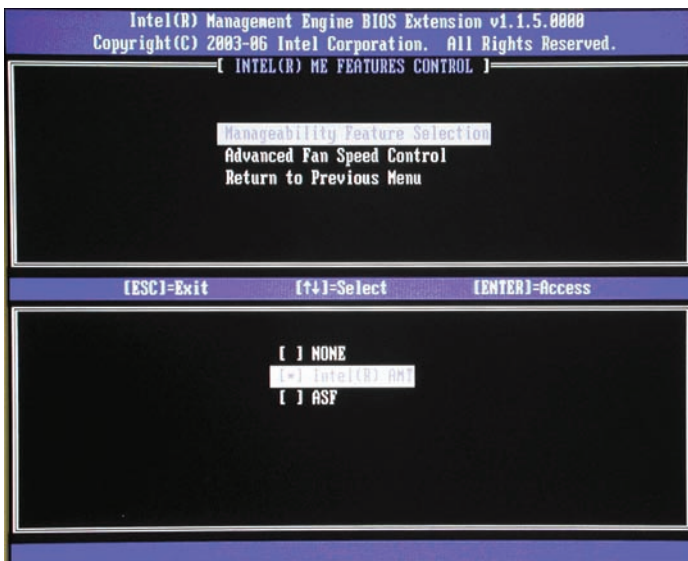 Intel(R) Management Engine BIOS Extension v1.1.5.0000
Copyright(C) 2003-06 Intel Corporation. All Rights Reserved.
[ INTEL(R) ME FEATURES CONTROL ]
Manageability Feature Selection
Advanced Fan Speed Control
Return to Previous Menu
[ESC]=Exit [↑↓]=Select [ENTER]=Access
[ ] NONE
[*] Intel(R) AMT
[ ] ASF